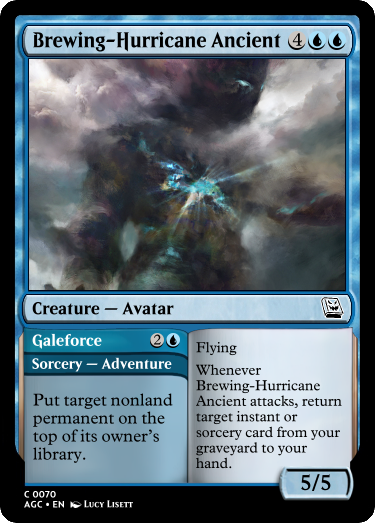 Brewing-Hurricane Ancient 4
Creature — Avatar
Galeforce 2
Sorcery — Adventure
Put target nonland
permanent on the
top of its owner's
library.
Flying
Whenever
Brewing-Hurricane
Ancient attacks, return
target instant or
sorcery card from your
graveyard to your
hand.
5/5
C 0070
AGC • EN Lucy Lisett